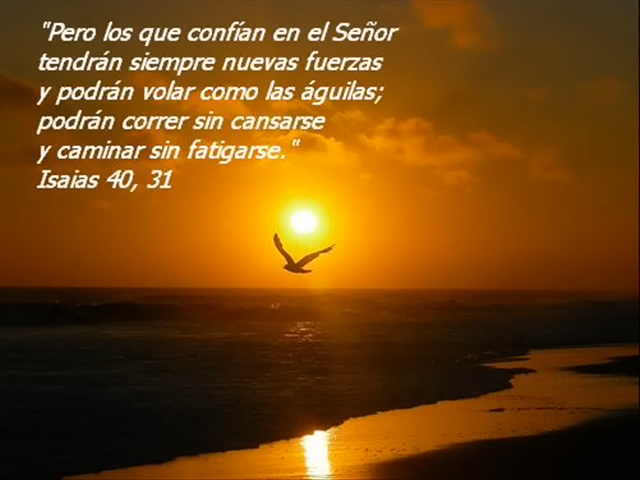 "Pero los que confían en el Señor
tendrán siempre nuevas fuerzas
y podrán volar como las águilas;
podrán correr sin cansarse
y caminar sin fatigarse."
Isaias 40, 31